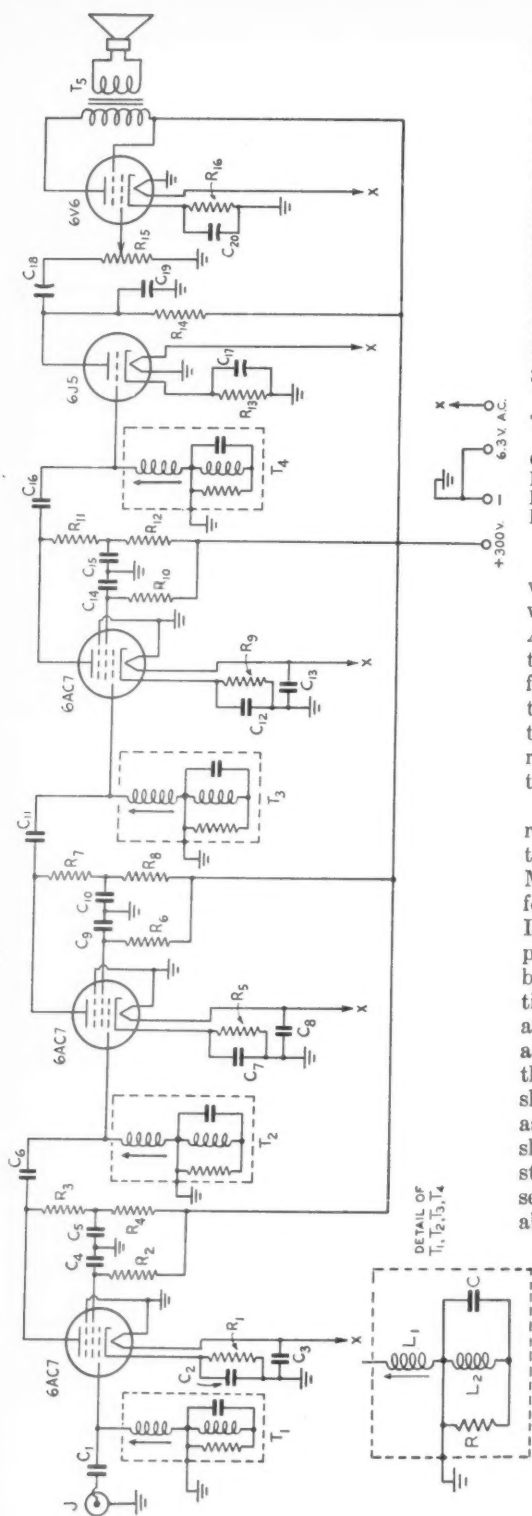 J
C1
T1
6AC7
C2
R1
C3
X
C4
C5
R2
R3
R4
C6
T2
6AC7
C7
R5
C8
X
C9
C10
R6
R7
R8
C11
T3
6AC7
C12
R9
C13
X
C14
C15
R10
R11
R12
C16
T4
6J5
R13
C17
X
R14
C19
C18
R15
6V6
C20
R16
X
T5
+300V.
−
6.3 V. A.C.
X
DETAIL OF
T1, T2, T3, T4
L1
R
L2
C